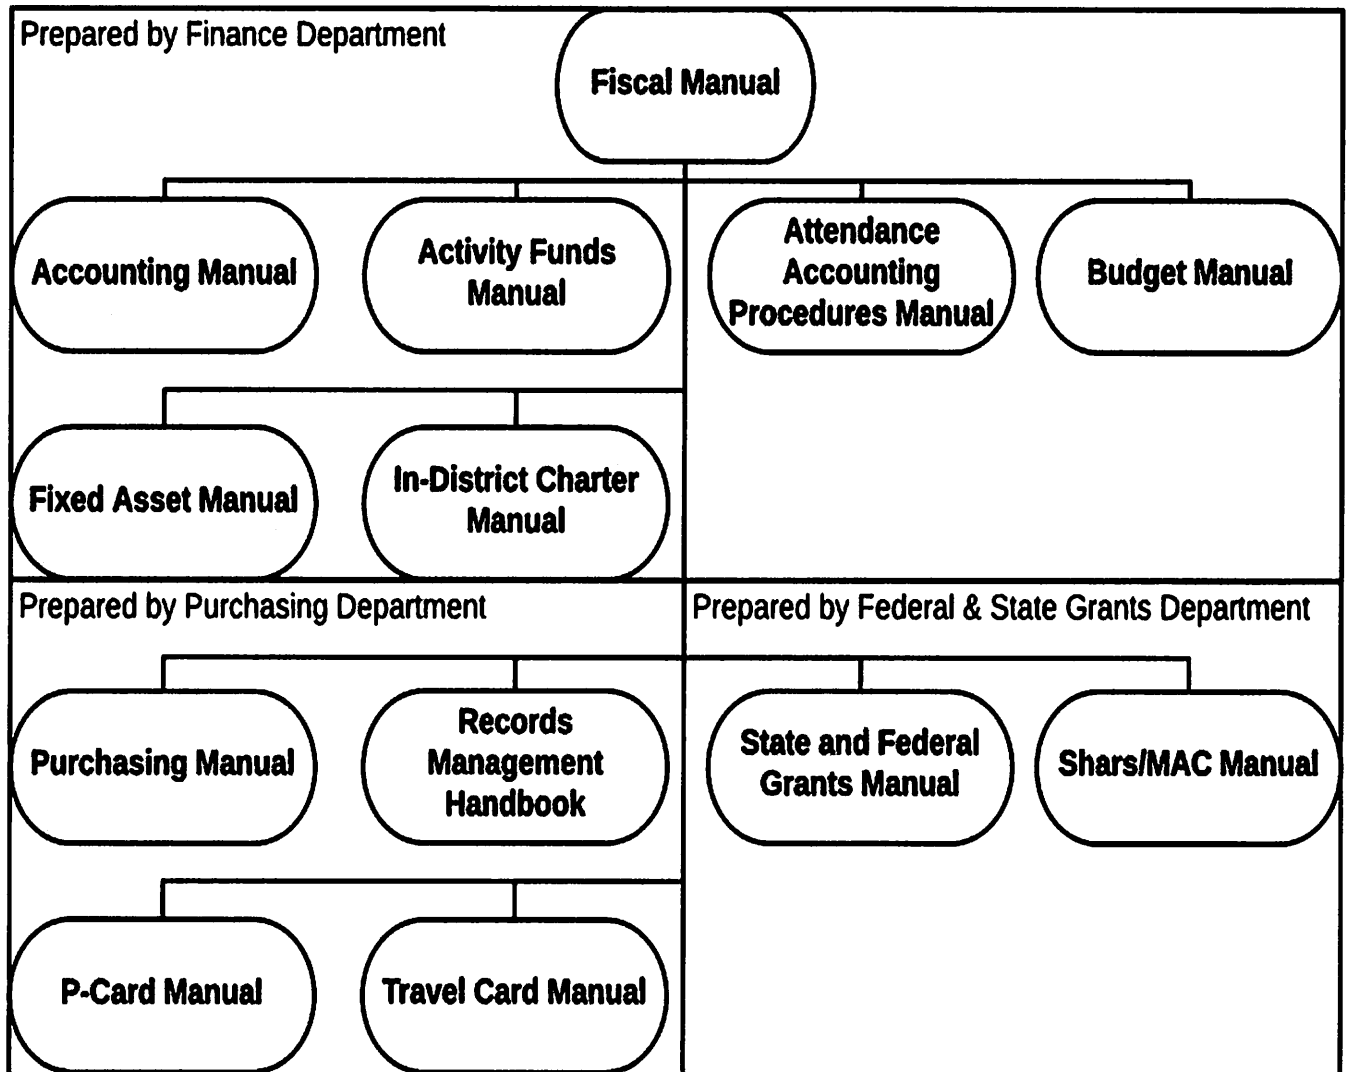 Prepared by Finance Department
Fiscal Manual
Accounting Manual
Activity Funds
Manual
Attendance
Accounting
Procedures Manual
Budget Manual
Fixed Asset Manual
In-District Charter
Manual
Prepared by Purchasing Department
Prepared by Federal & State Grants Department
Purchasing Manual
Records
Management
Handbook
State and Federal
Grants Manual
Shars/MAC Manual
P-Card Manual
Travel Card Manual